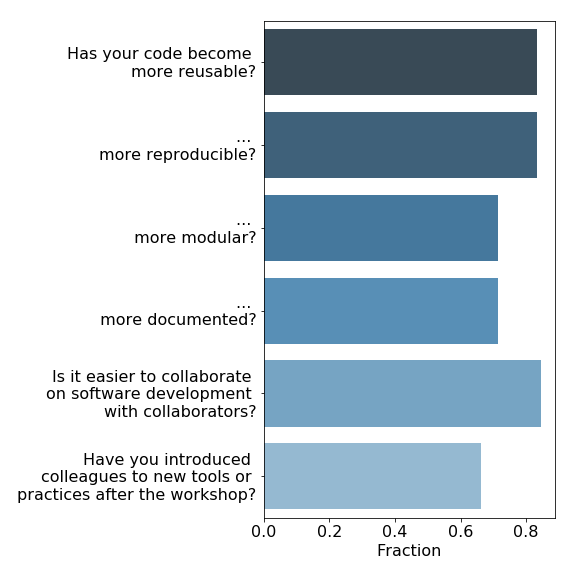 Has your code become
more reusable?
...
more reproducible?
...
more modular?
...
more documented?
Is it easier to collaborate
on software development
with collaborators?
Have you introduced
colleagues to new tools or
practices after the workshop?
0.0 0.2 0.4 0.6 0.8
Fraction